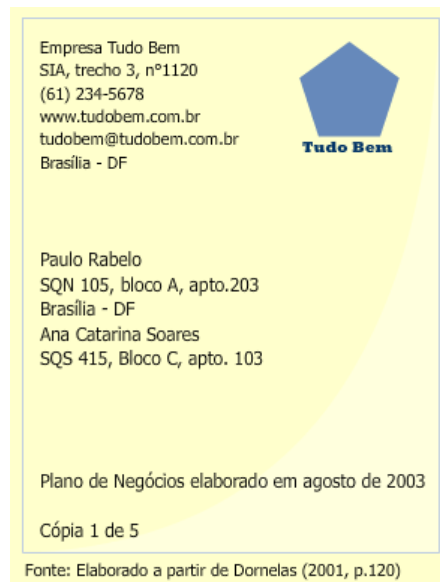 Empresa Tudo Bem
SIA, trecho 3, n°1120
(61) 234-5678
www.tudobem.com.br
tudobem@tudobem.com.br
Brasília - DF
Tudo Bem
Paulo Rabelo
SQN 105, bloco A, apto.203
Brasília - DF
Ana Catarina Soares
SQS 415, Bloco C, apto. 103
Plano de Negócios elaborado em agosto de 2003
Cópia 1 de 5
Fonte: Elaborado a partir de Dornelas (2001, p.120)